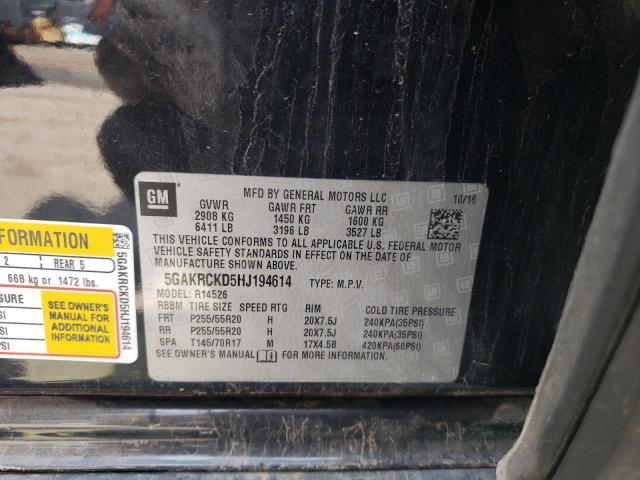 GM
MFD BY GENERAL MOTORS LLC
10/16
GVWR GAWR FRT GAWR RR
2908 KG 1450 KG 1600 KG
6411 LB 3196 LB 3527 LB
THIS VEHICLE CONFORMS TO ALL APPLICABLE U.S. FEDERAL MOTOR
VEHICLE SAFETY STANDARDS IN EFFECT ON THE DATE OF
MANUFACTURE SHOWN ABOVE.
5GAKRCKD5HJ194614 TYPE: M.P.V.
MODEL: R14526
RBBM TIRE SIZE SPEED RTG RIM COLD TIRE PRESSURE
FRT P255/55R20 H 20X7.5J 240KPA(35PSI)
RR P255/55R20 H 20X7.5J 240KPA(35PSI)
SPA T145/70R17 M 17X4.5B 420KPA(60PSI)
SEE OWNER'S MANUAL FOR MORE INFORMATION.
FORMATION
2 REAR 5
668 kg or 1472 lbs.
SURE
SI
SI
PSI
SEE OWNER'S
MANUAL FOR
ADDITIONAL
INFORMATION
5GAKRCKD5HJ194614